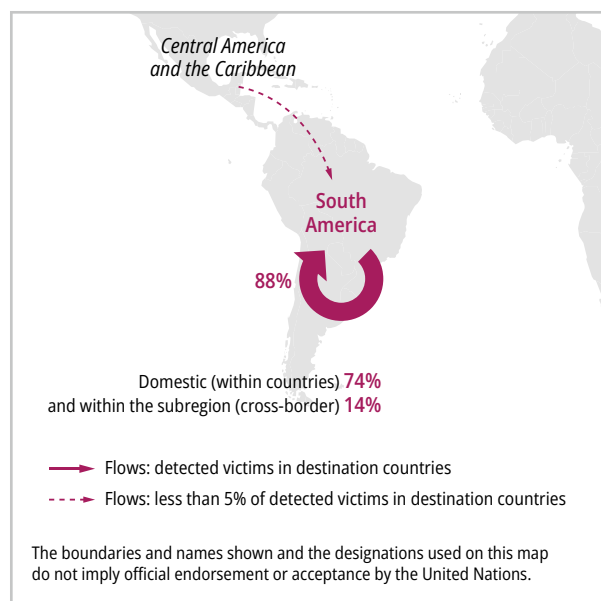 Central America
and the Caribbean
South
America
88%
Domestic (within countries) 74%
and within the subregion (cross-border) 14%
Flows: detected victims in destination countries
Flows: less than 5% of detected victims in destination countries
The boundaries and names shown and the designations used on this map
do not imply official endorsement or acceptance by the United Nations.